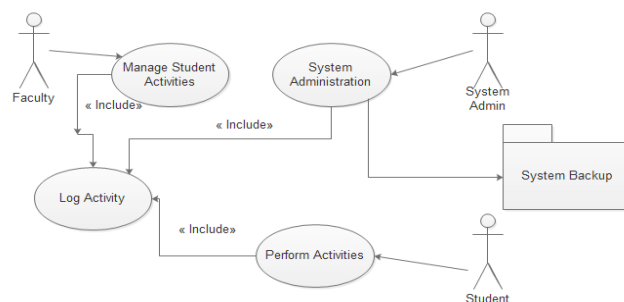 Manage Student
Activities
System
Administration
Faculty
System
Admin
« Include»
« Include»
System Backup
Log Activity
« Include»
Perform Activities
Student